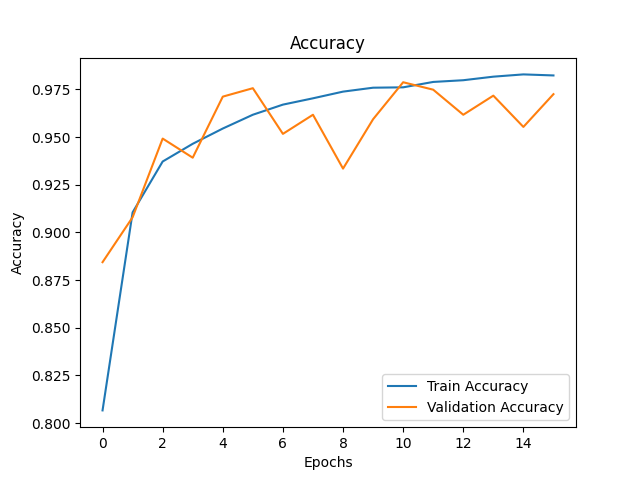 Accuracy
0.975
0.950
0.925
0.900
0.875
0.850
0.825
0.800
Accuracy
Train Accuracy
Validation Accuracy
0 2 4 6 8 10 12 14
Epochs